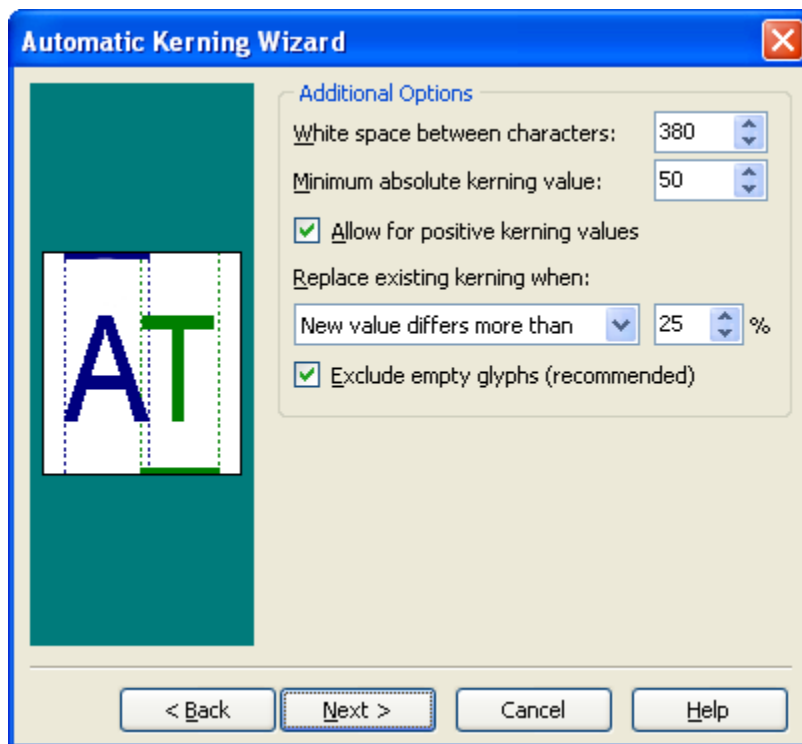 Automatic Kerning Wizard
Additional Options
White space between characters: 380
Minimum absolute kerning value: 50
Allow for positive kerning values
Replace existing kerning when:
New value differs more than 25 %
Exclude empty glyphs (recommended)
AT
< Back Next > Cancel Help